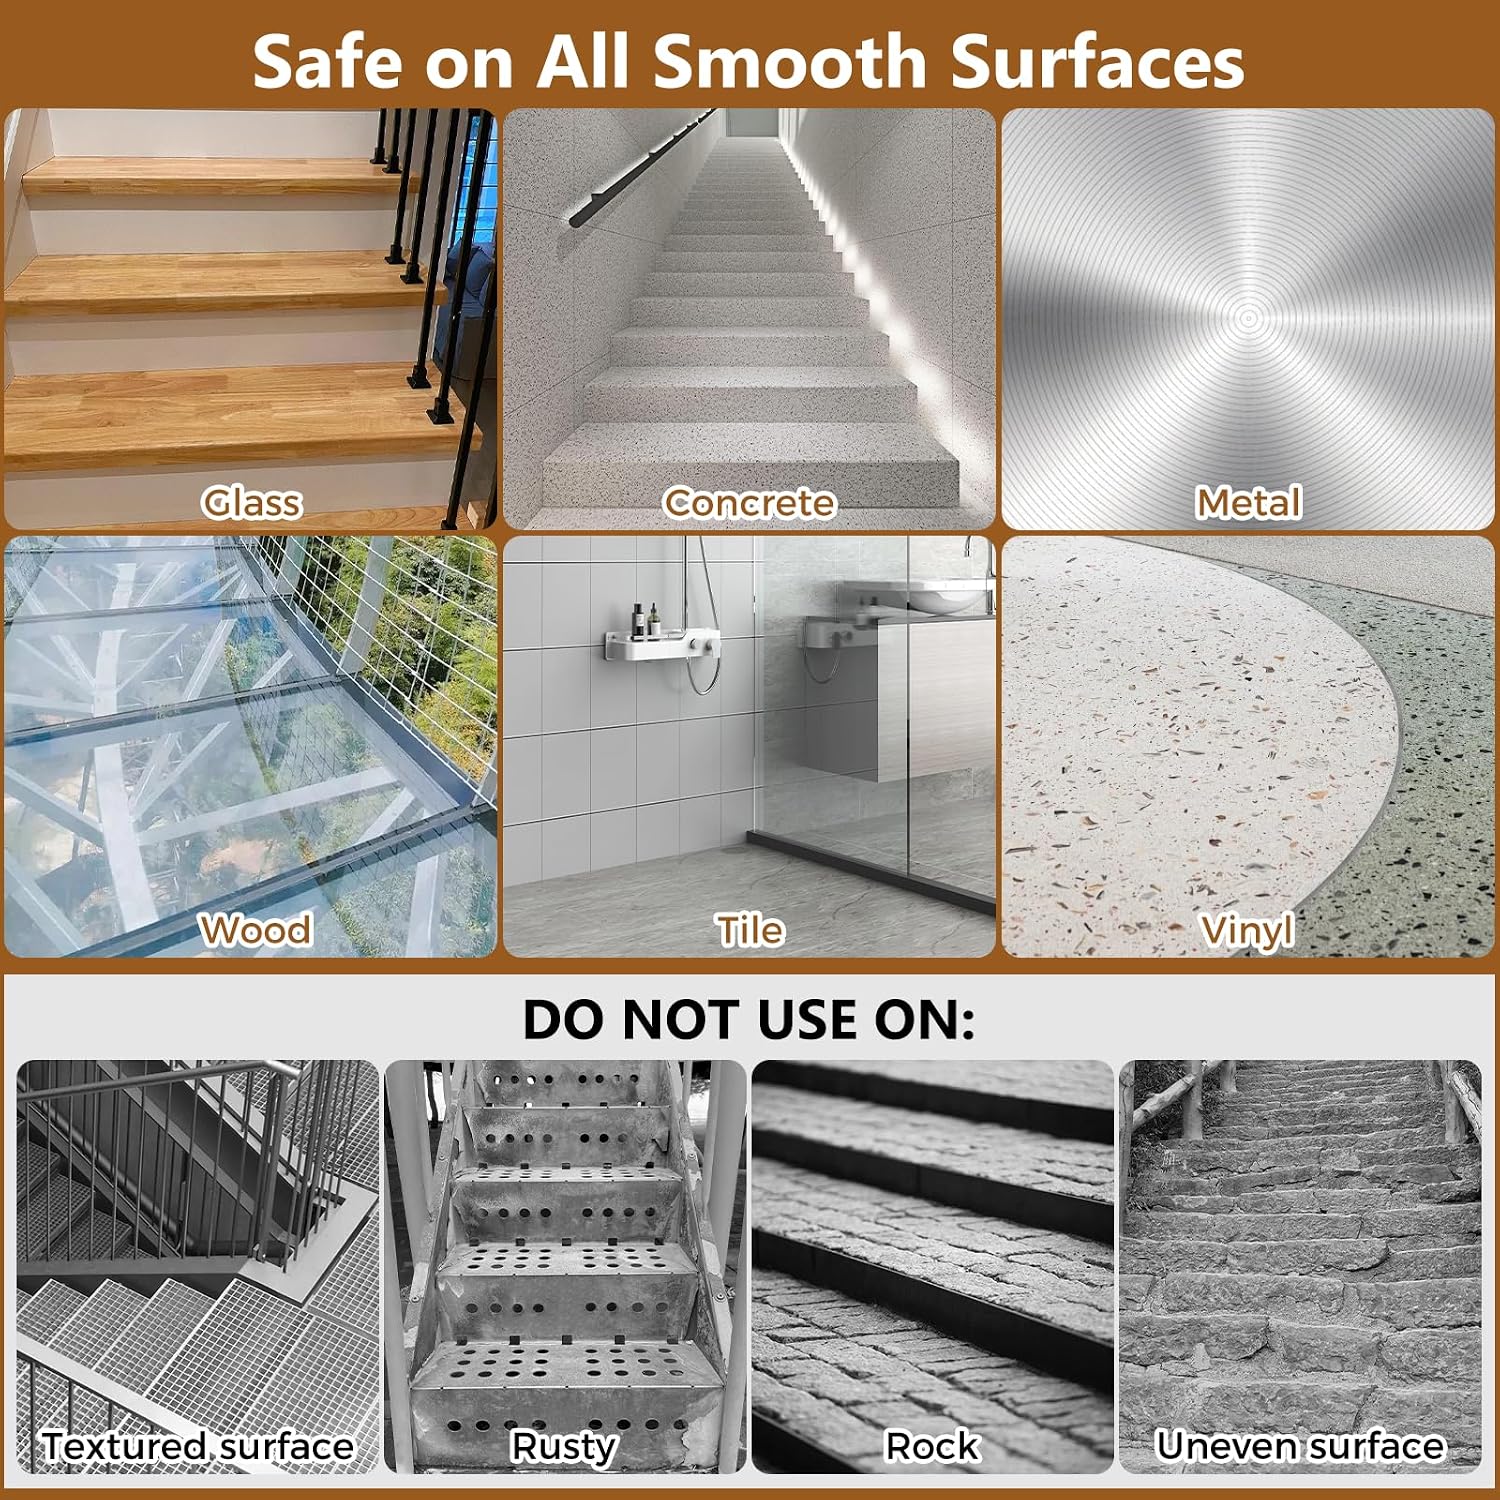 Safe on All Smooth Surfaces
Glass
Concrete
Metal
Wood
Tile
Vinyl
DO NOT USE ON:
Textured surface
Rusty
Rock
Uneven surface